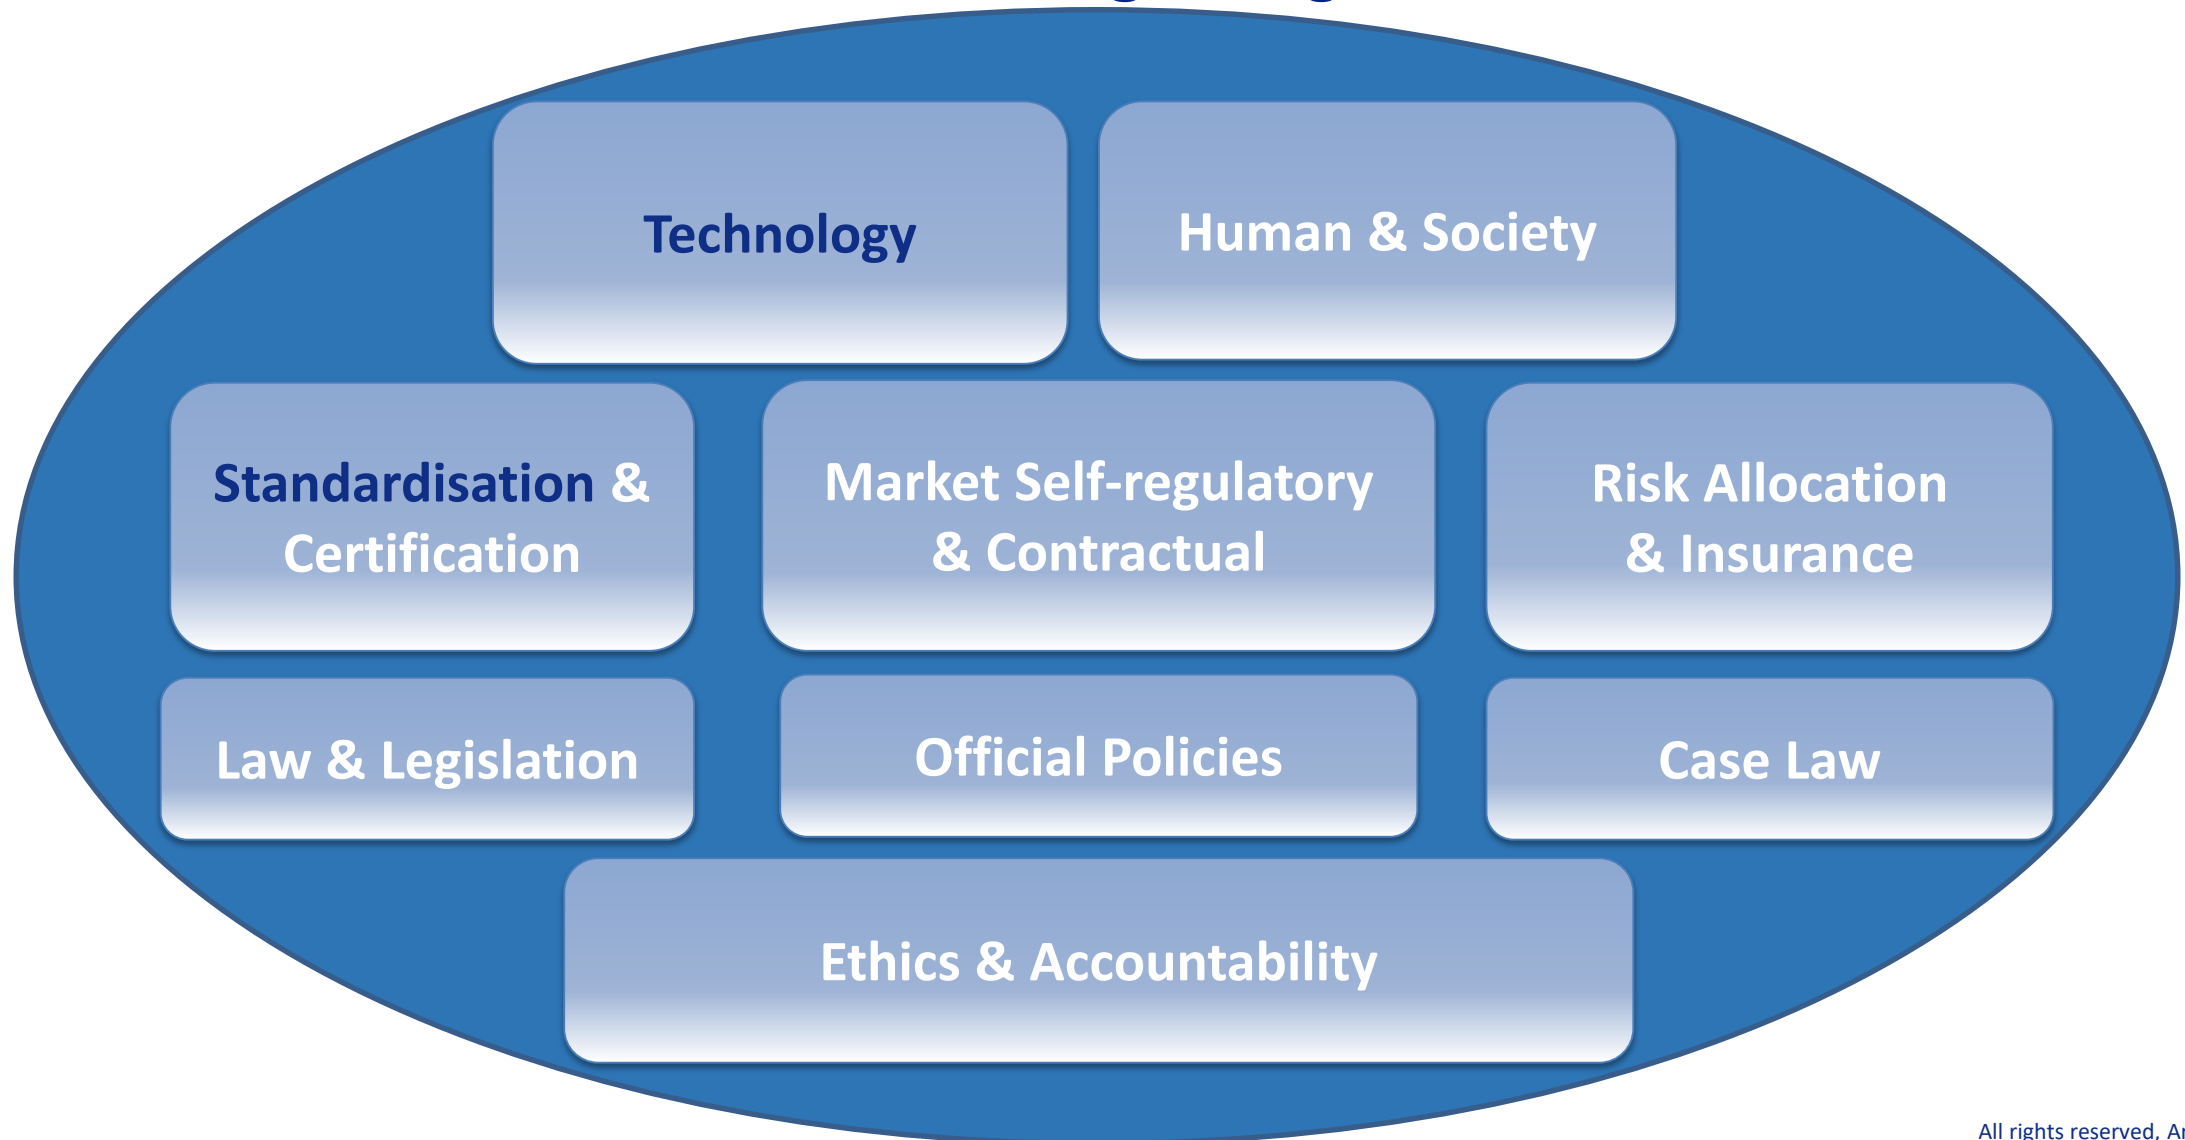 Technology
Human & Society
Standardisation &
Certification
Market Self-regulatory
& Contractual
Risk Allocation
& Insurance
Law & Legislation
Official Policies
Case Law
Ethics & Accountability
All rights reserved,